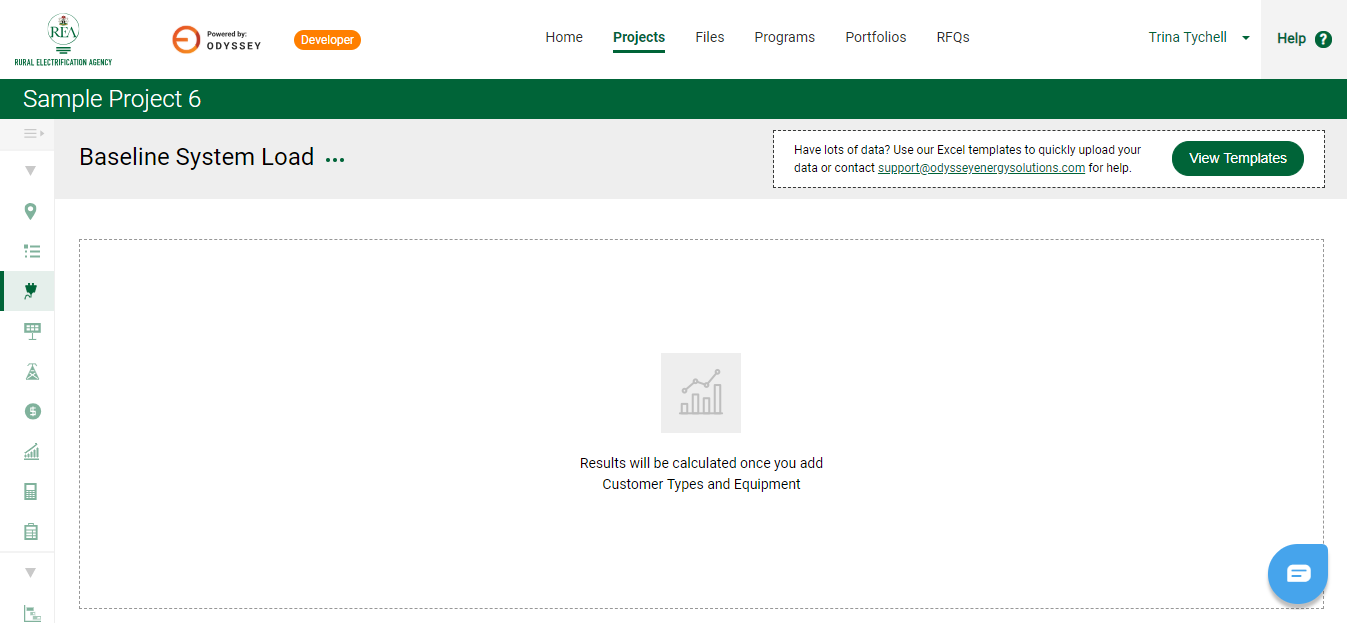 REA
RURAL ELECTRIFICATION AGENCY
Powered by:
ODYSSEY
Developer
Home
Projects
Files
Programs
Portfolios
RFQs
Trina Tychell
Help ?
Sample Project 6
Baseline System Load ...
Have lots of data? Use our Excel templates to quickly upload your
data or contact support@odysseyenergysolutions.com for help.
View Templates
$
Results will be calculated once you add
Customer Types and Equipment